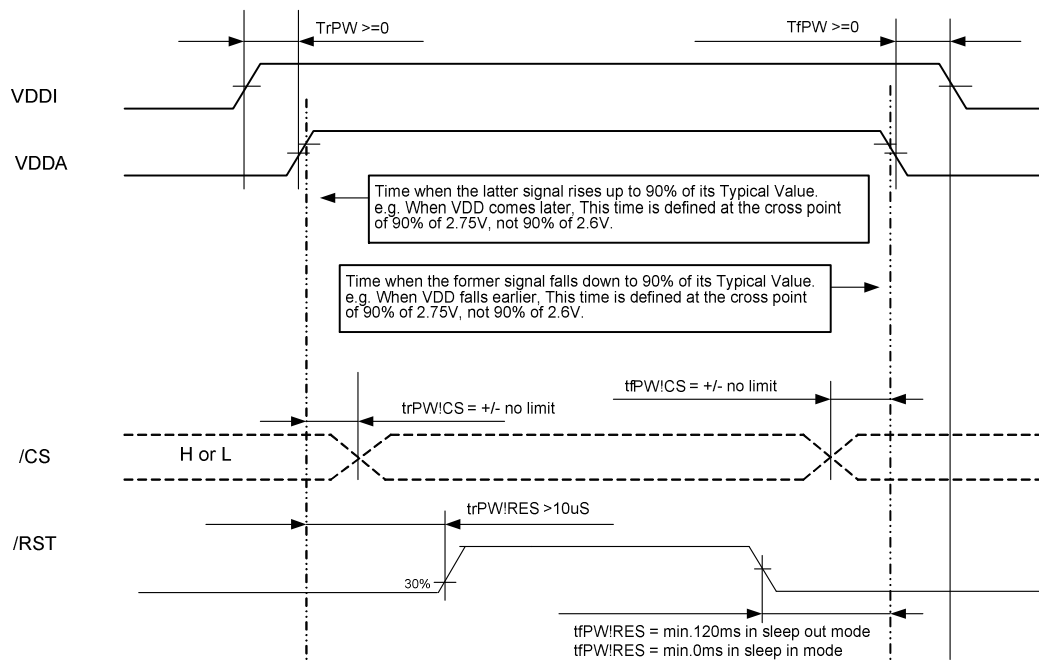 TrPW >=0
TfPW >=0
VDDI
VDDA
Time when the latter signal rises up to 90% of its Typical Value.
e.g. When VDD comes later, This time is defined at the cross point
of 90% of 2.75V, not 90% of 2.6V.
Time when the former signal falls down to 90% of its Typical Value.
e.g. When VDD falls earlier, This time is defined at the cross point
of 90% of 2.75V, not 90% of 2.6V.
tfPW!CS = +/- no limit
trPW!CS = +/- no limit
/CS
H or L
trPW!RES >10uS
/RST
30%
tfPW!RES = min.120ms in sleep out mode
tfPW!RES = min.0ms in sleep in mode